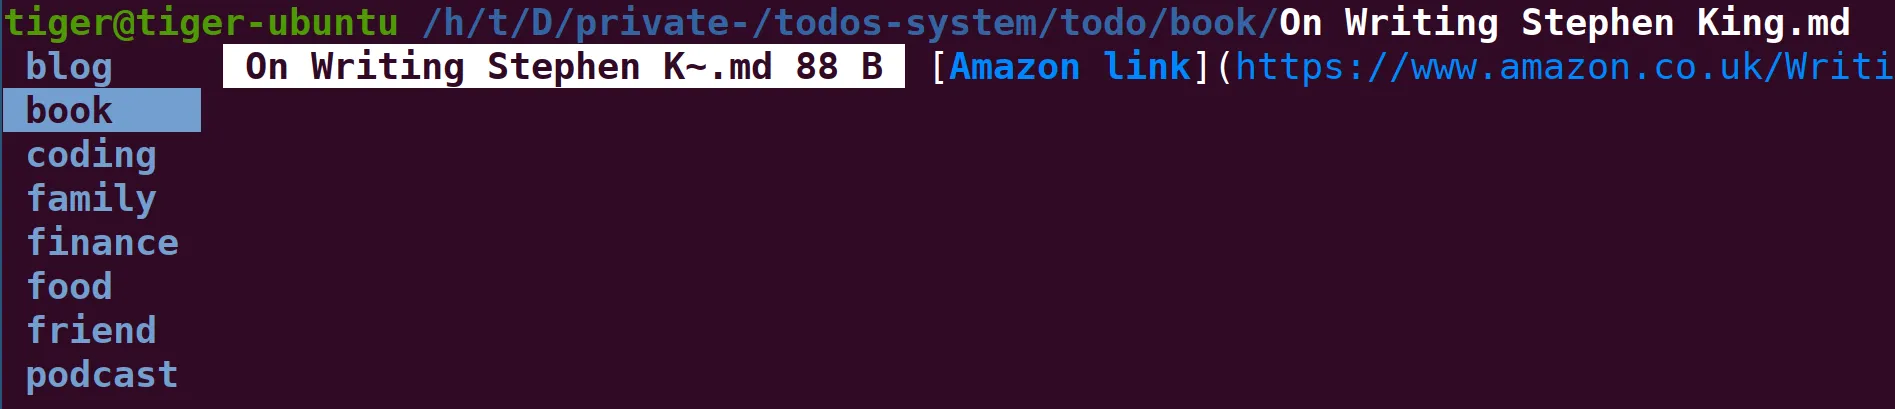 tiger@tiger-ubuntu /h/t/D/private-/todos-system/todo/book/On Writing Stephen King.md
blog On Writing Stephen K~.md 88 B [Amazon link](https://www.amazon.co.uk/Writi
book
coding
family
finance
food
friend
podcast